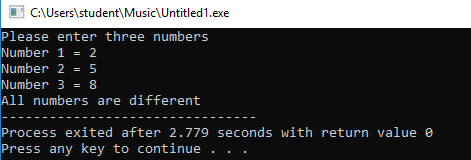 C:\Users\student\Music\Untitled1.exe
Please enter three numbers
Number 1 = 2
Number 2 = 5
Number 3 = 8
All numbers are different
--------------------------------
Process exited after 2.779 seconds with return value 0
Press any key to continue . . .